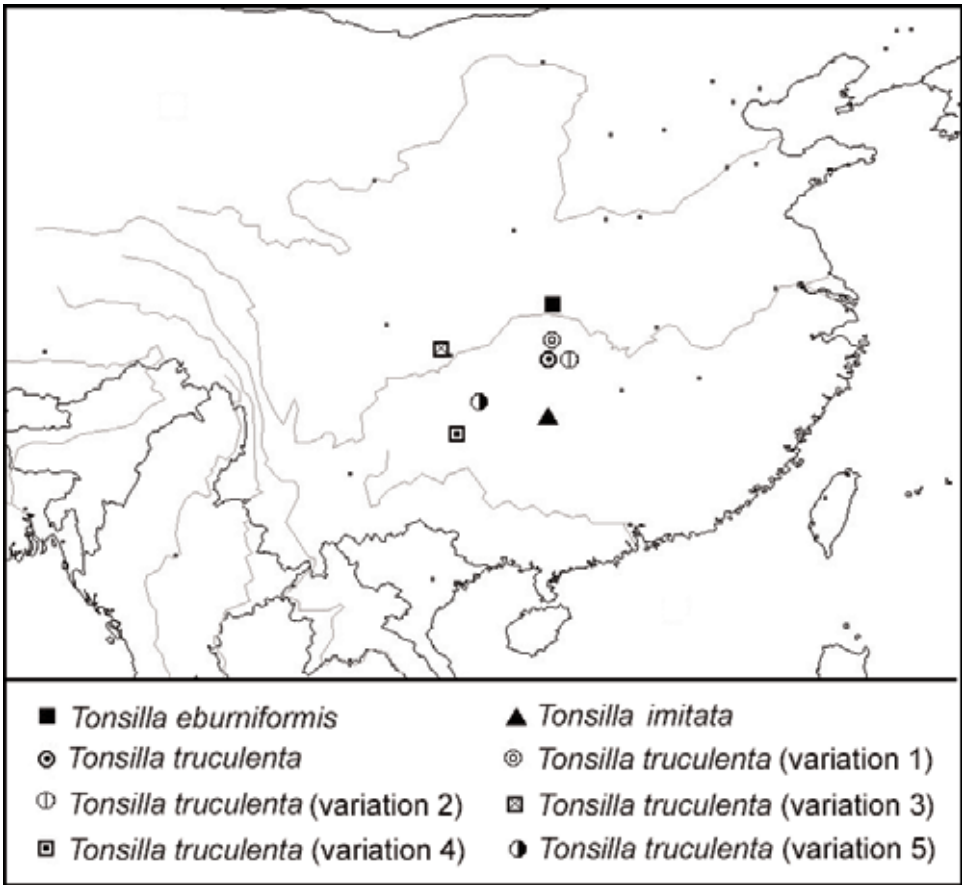 Tonsilla eburniformis
Tonsilla imitata
Tonsilla truculenta
Tonsilla truculenta (variation 1)
Tonsilla truculenta (variation 2)
Tonsilla truculenta (variation 3)
Tonsilla truculenta (variation 4)
Tonsilla truculenta (variation 5)